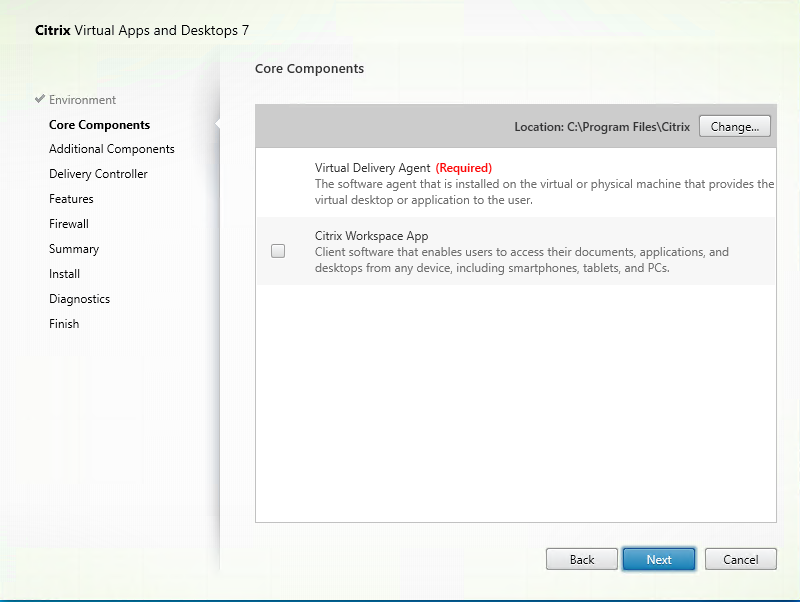 Citrix Virtual Apps and Desktops 7
Environment
Core Components
Additional Components
Delivery Controller
Features
Firewall
Summary
Install
Diagnostics
Finish
Core Components
Location: C:\Program Files\Citrix
Change...
Virtual Delivery Agent (Required)
The software agent that is installed on the virtual or physical machine that provides the
virtual desktop or application to the user.
Citrix Workspace App
Client software that enables users to access their documents, applications, and
desktops from any device, including smartphones, tablets, and PCs.
Back
Next
Cancel